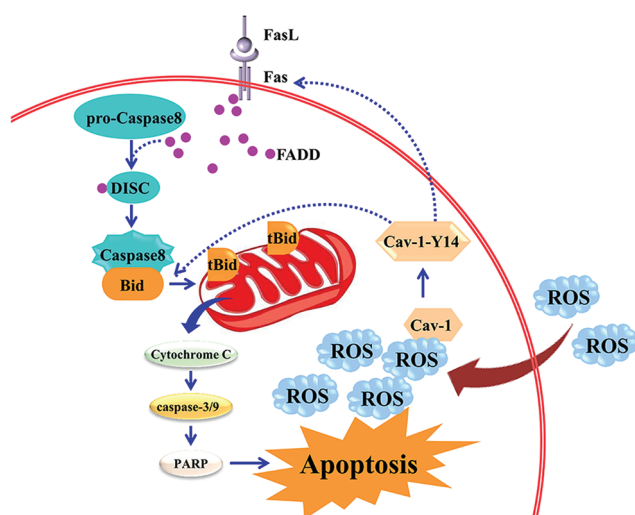 FasL
Fas
pro-Caspase8
FADD
DISC
tBid
tBid
Cav-1-Y14
Caspase8
Bid
ROS
Cav-1
ROS
ROS
ROS
Cytochrome C
ROS
ROS
caspase-3/9
PARP
Apoptosis